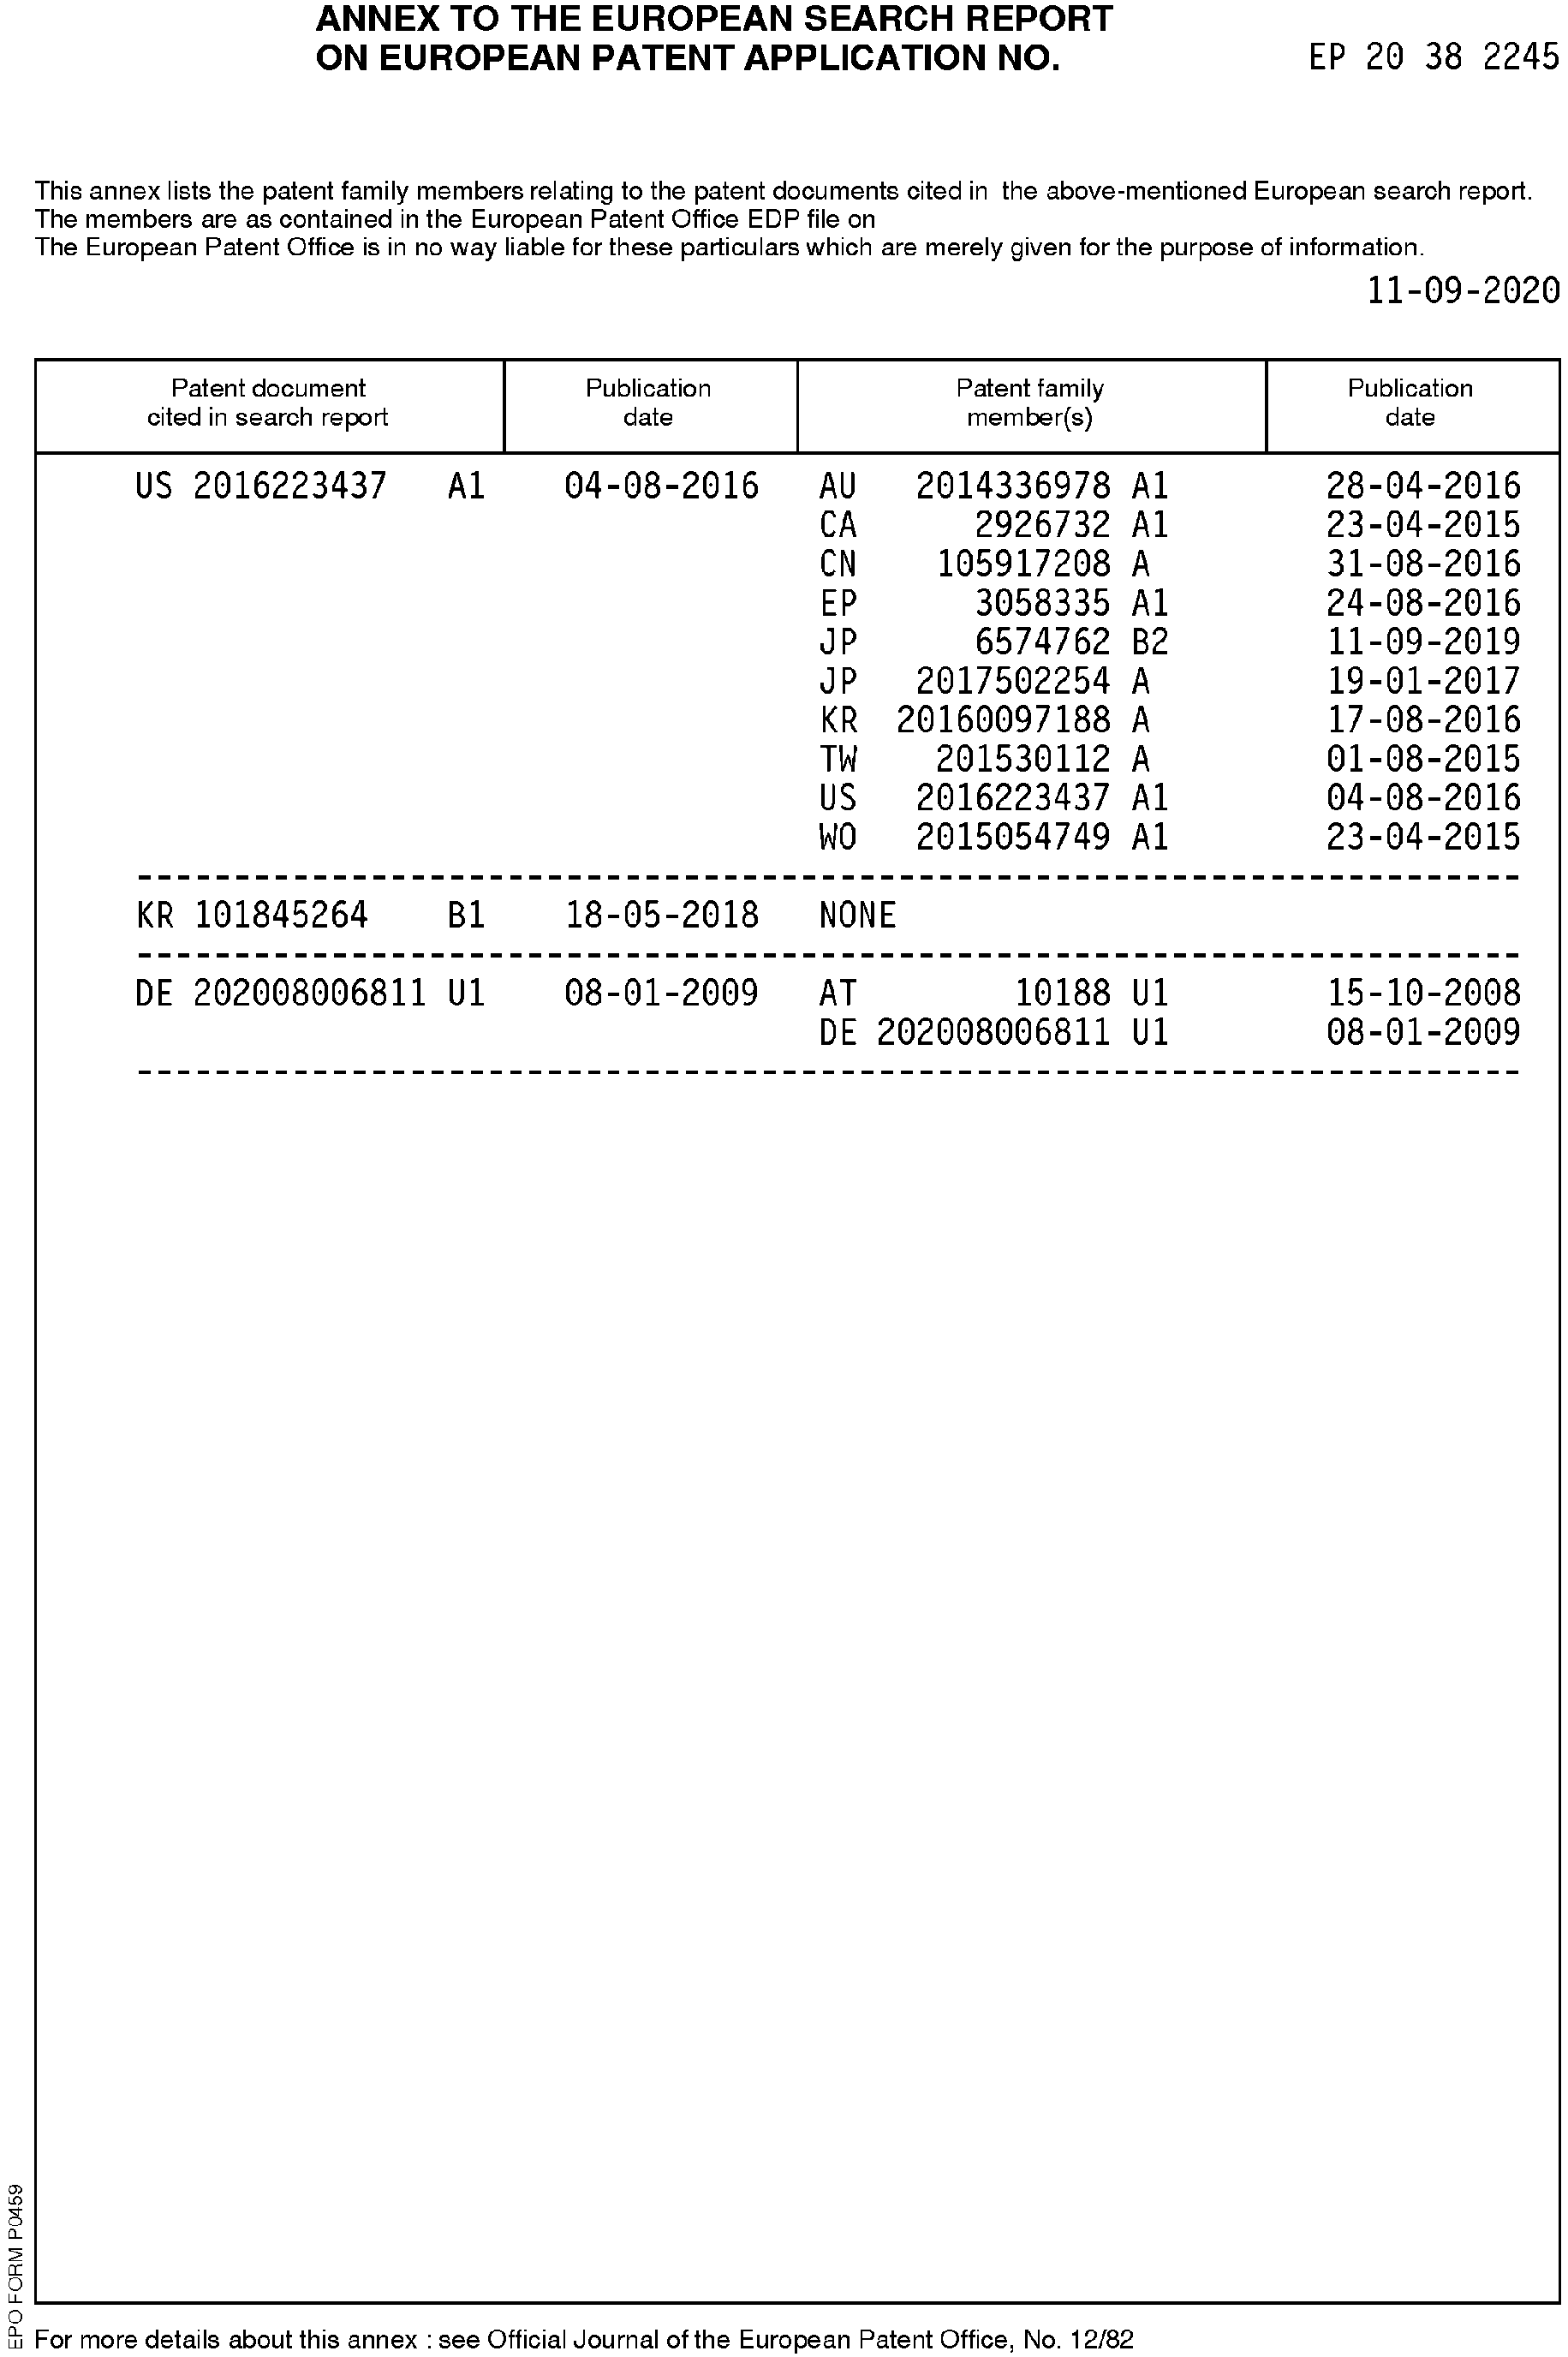 ANNEX TO THE EUROPEAN SEARCH REPORT
ON EUROPEAN PATENT APPLICATION NO. EP 20 38 2245
This annex lists the patent family members relating to the patent documents cited in the above-mentioned European search report.
The members are as contained in the European Patent Office EDP file on
The European Patent Office is in no way liable for these particulars which are merely given for the purpose of information.
11-09-2020
Patent document cited in search report Publication date Patent family member(s) Publication date
US 2016223437 A1 04-08-2016 AU 2014336978 A1 28-04-2016
CA 2926732 A1 23-04-2015
CN 105917208 A 31-08-2016
EP 3058335 A1 24-08-2016
JP 6574762 B2 11-09-2019
JP 2017502254 A 19-01-2017
KR 20160097188 A 17-08-2016
TW 201530112 A 01-08-2015
US 2016223437 A1 04-08-2016
WO 2015054749 A1 23-04-2015
KR 101845264 B1 18-05-2018 NONE
DE 202008006811 U1 08-01-2009 AT 10188 U1 15-10-2008
DE 202008006811 U1 08-01-2009
EPO FORM P0459
For more details about this annex : see Official Journal of the European Patent Office, No. 12/82